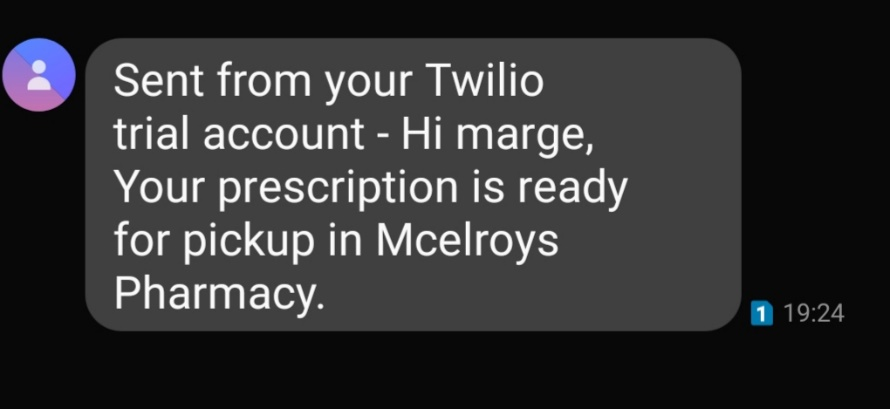 Sent from your Twilio
trial account - Hi marge,
Your prescription is ready
for pickup in Mcelroys
Pharmacy.
1 19:24